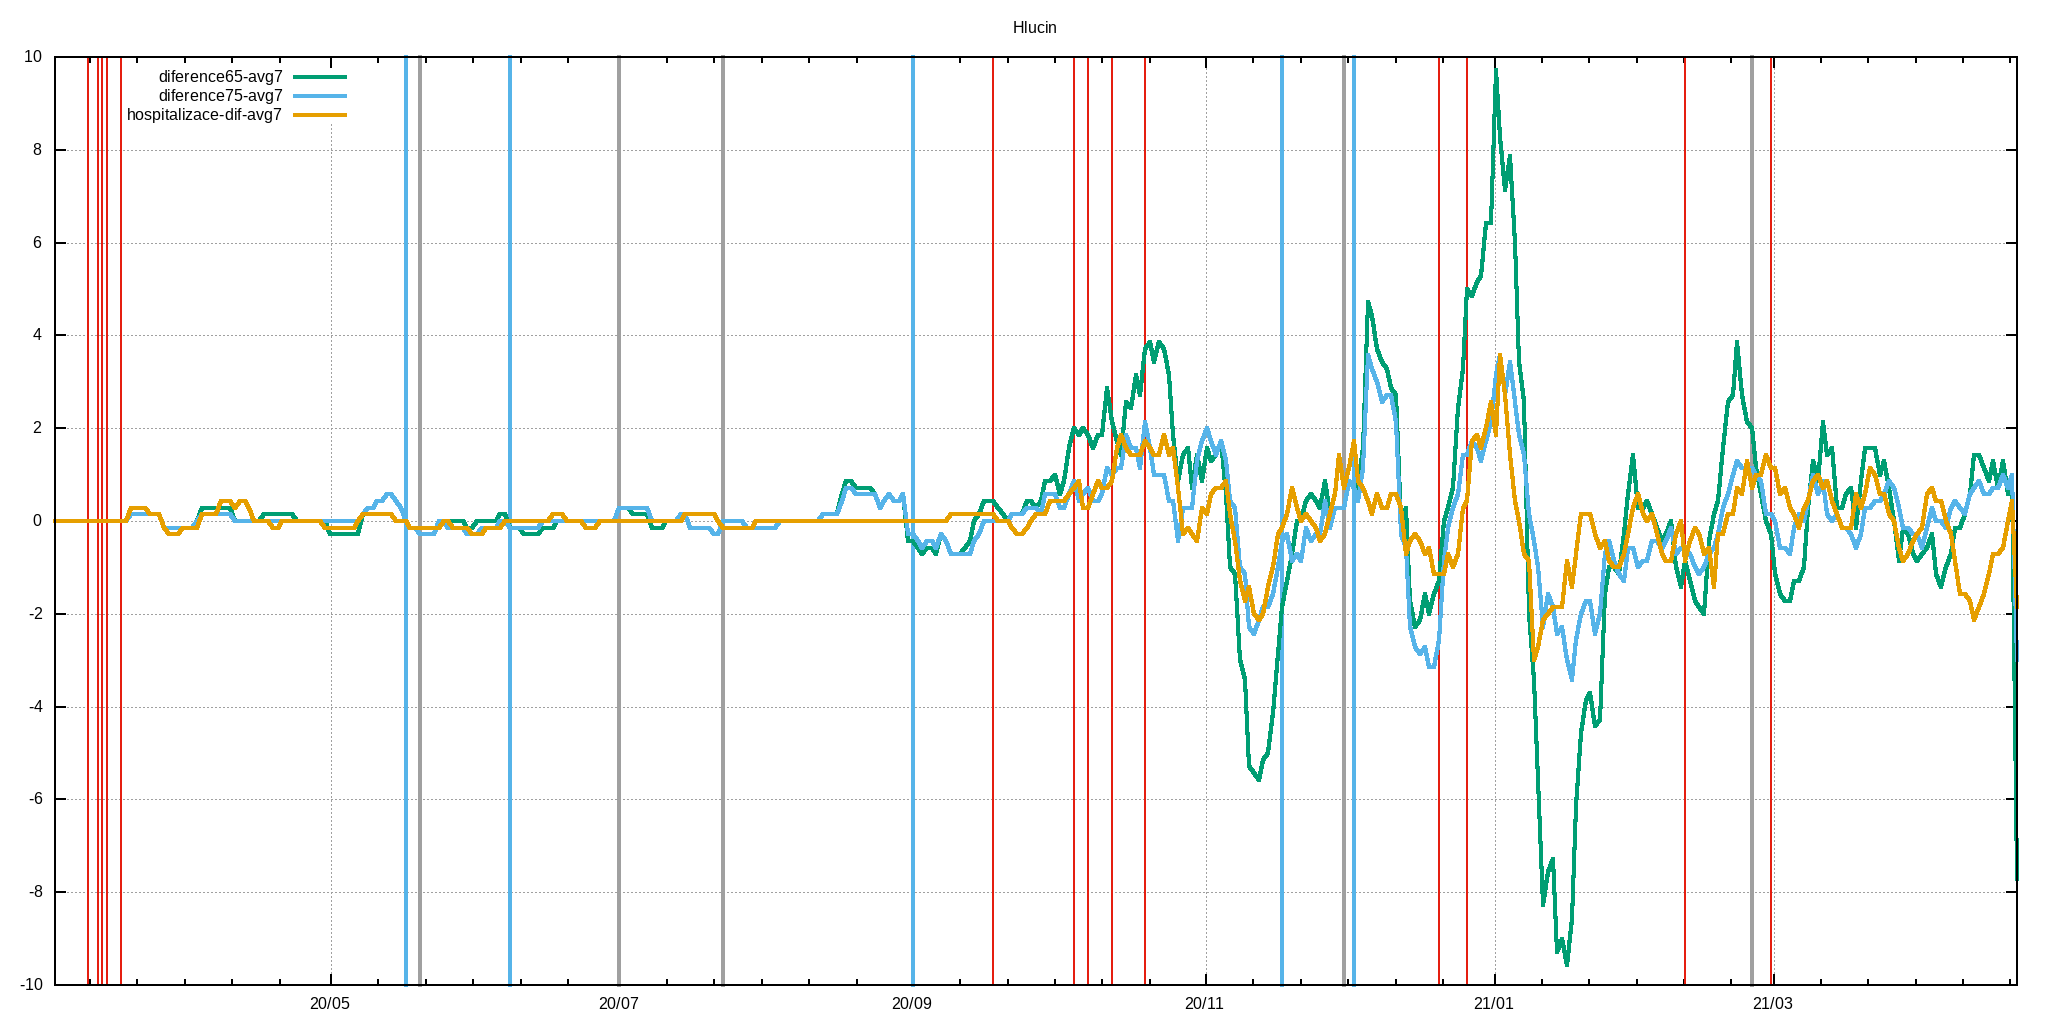 Hlucin
diference65-avg7
diference75-avg7
hospitalizace-dif-avg7
10
8
6
4
2
0
-2
-4
-6
-8
-10
20/05 20/07 20/09 20/11 21/01 21/03